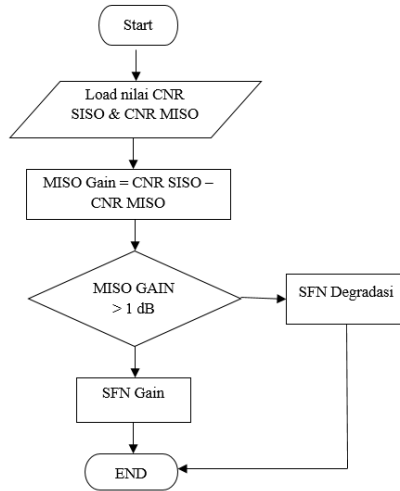 Start
Load nilai CNR
SISO & CNR MISO
MISO Gain = CNR SISO –
CNR MISO
MISO GAIN
> 1 dB
SFN Degradasi
SFN Gain
END